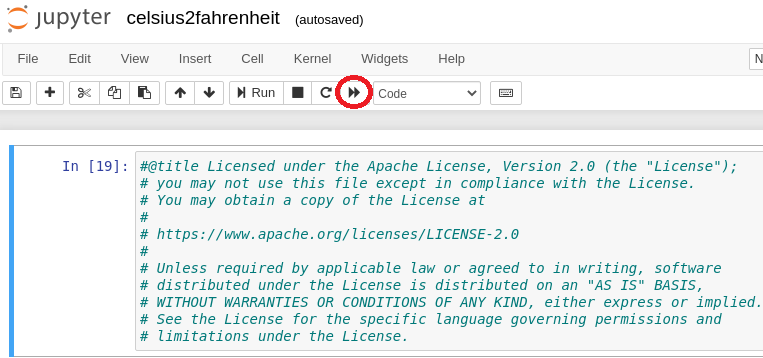 jupyter celsius2fahrenheit (autosaved)
File Edit View Insert Cell Kernel Widgets Help N
Run Code
In [19]: #@title Licensed under the Apache License, Version 2.0 (the "License");
# you may not use this file except in compliance with the License.
# You may obtain a copy of the License at
#
# https://www.apache.org/licenses/LICENSE-2.0
#
# Unless required by applicable law or agreed to in writing, software
# distributed under the License is distributed on an "AS IS" BASIS,
# WITHOUT WARRANTIES OR CONDITIONS OF ANY KIND, either express or implied.
# See the License for the specific language governing permissions and
# limitations under the License.